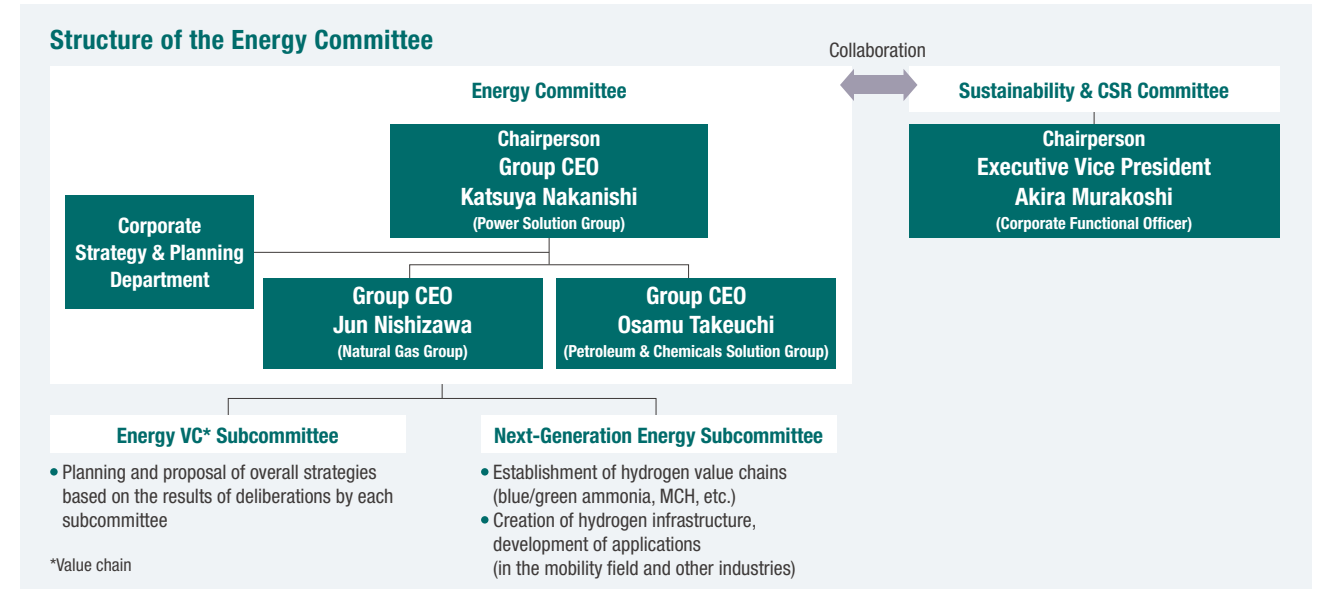 Structure of the Energy Committee
Collaboration
Energy Committee
Sustainability & CSR Committee
Chairperson
Group CEO
Katsuya Nakanishi
(Power Solution Group)
Chairperson
Executive Vice President
Akira Murakoshi
(Corporate Functional Officer)
Corporate
Strategy & Planning
Department
Group CEO
Jun Nishizawa
(Natural Gas Group)
Group CEO
Osamu Takeuchi
(Petroleum & Chemicals Solution Group)
Energy VC* Subcommittee
• Planning and proposal of overall strategies
based on the results of deliberations by each
subcommittee
*Value chain
Next-Generation Energy Subcommittee
• Establishment of hydrogen value chains
(blue/green ammonia, MCH, etc.)
• Creation of hydrogen infrastructure,
development of applications
(in the mobility field and other industries)